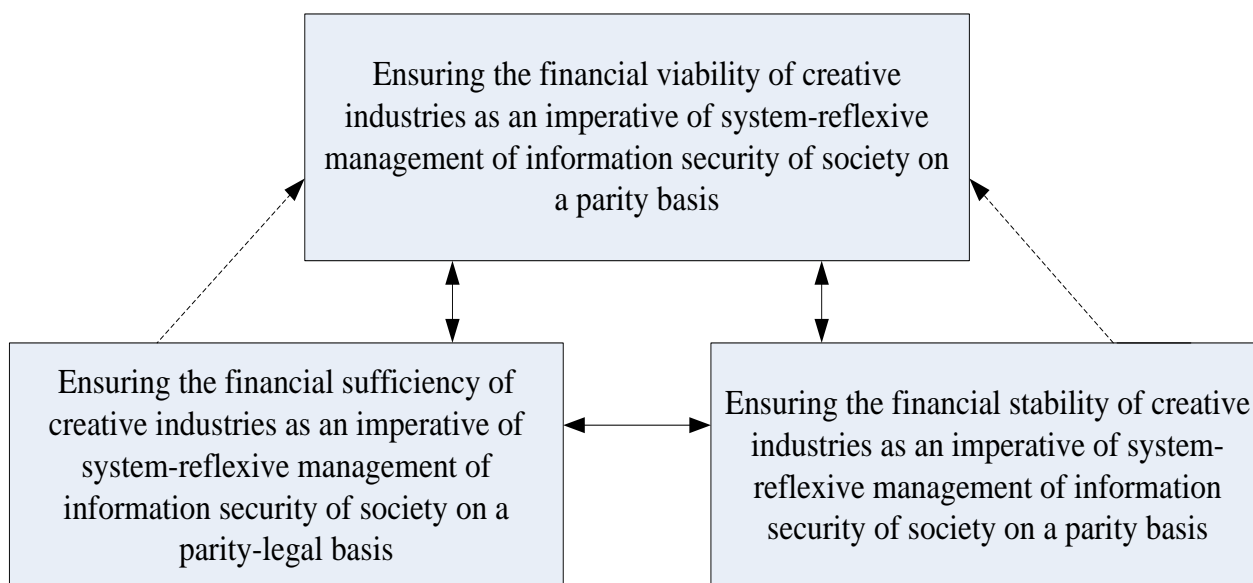 Ensuring the financial viability of creative
industries as an imperative of system-reflexive
management of information security of society on
a parity basis
Ensuring the financial sufficiency of
creative industries as an imperative of
system-reflexive management of
information security of society on a
parity-legal basis
Ensuring the financial stability of creative
industries as an imperative of system-
reflexive management of information
security of society on a parity basis